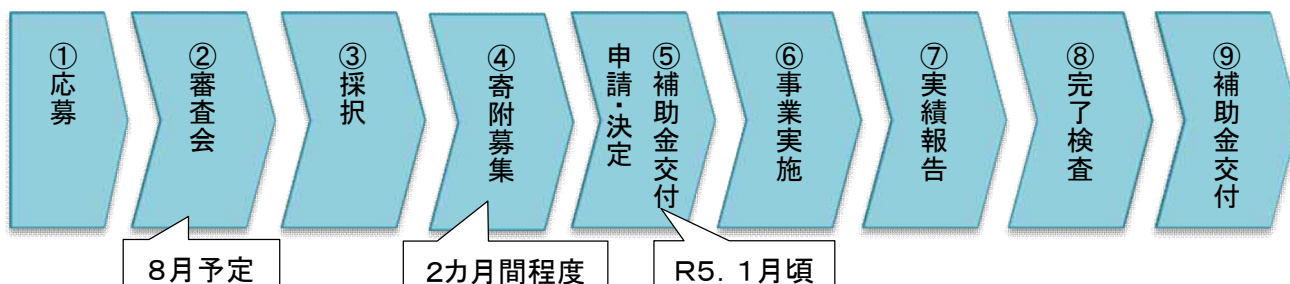 ①応募
②審査会
③採択
④寄附募集
⑤補助金交付
申請・決定
⑥事業実施
⑦実績報告
⑧完了検査
⑨補助金交付
8月予定
2カ月間程度
R5．1月頃